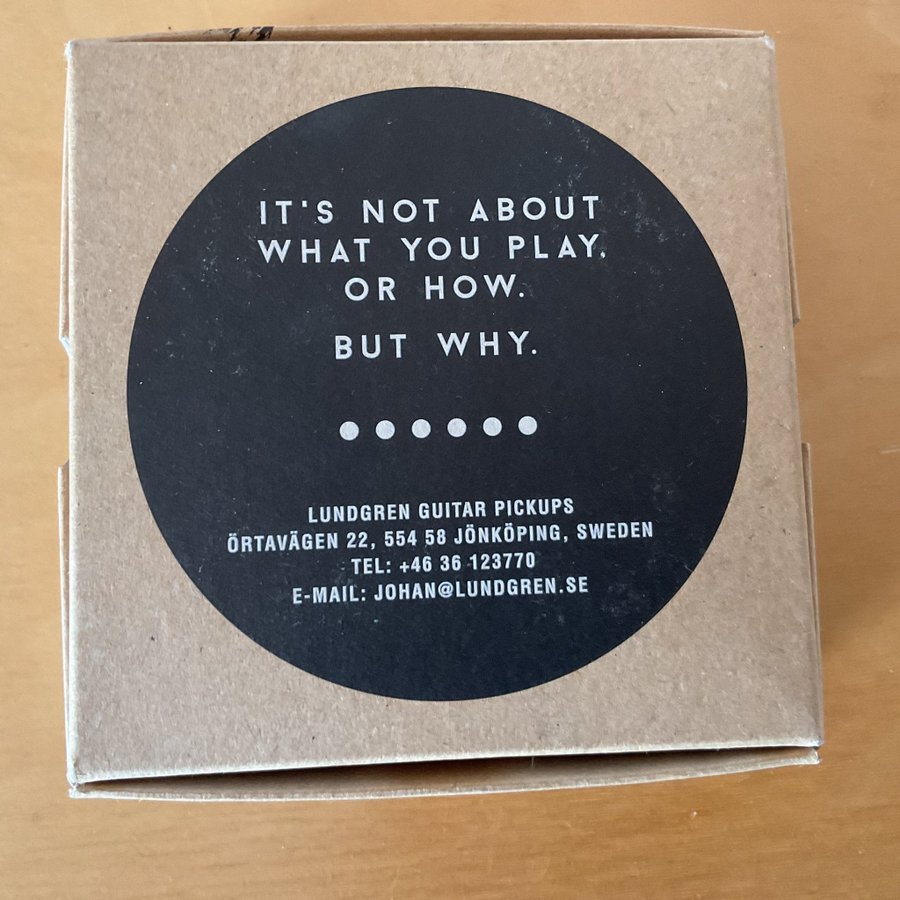 IT'S NOT ABOUT
WHAT YOU PLAY,
OR HOW.
BUT WHY.
LUNDGREN GUITAR PICKUPS
ÖRTAVÄGEN 22, 554 58 JÖNKÖPING, SWEDEN
TEL: +46 36 123770
E-MAIL: JOHAN@LUNDGREN.SE